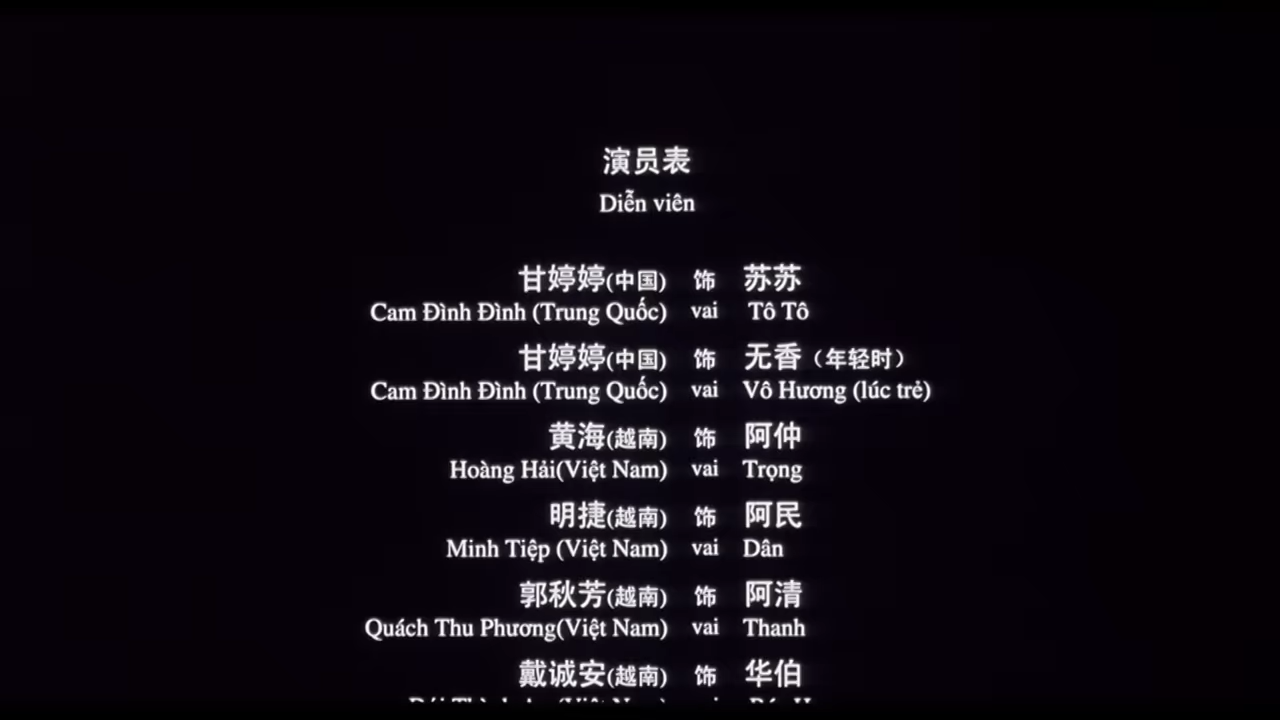 演员表
Diễn viên
甘婷婷(中国) 饰 苏苏
Cam Đình Đình (Trung Quốc) vai Tô Tô
甘婷婷(中国) 饰 无香（年轻时）
Cam Đình Đình (Trung Quốc) vai Vô Hương (lúc trẻ)
黄海(越南) 饰 阿仲
Hoàng Hải(Việt Nam) vai Trọng
明捷(越南) 饰 阿民
Minh Tiệp (Việt Nam) vai Dân
郭秋芳(越南) 饰 阿清
Quách Thu Phương(Việt Nam) vai Thanh
戴诚安(越南) 饰 华伯